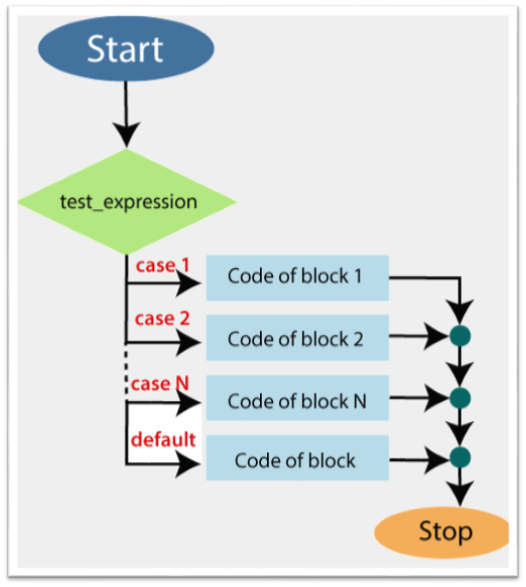 Start
test_expression
case 1
Code of block 1
case 2
Code of block 2
case N
Code of block N
default
Code of block
Stop